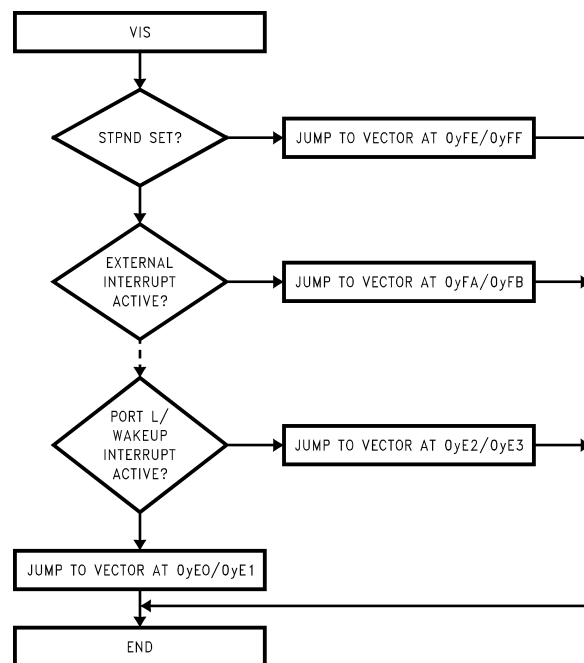 VIS
STPND SET?
JUMP TO VECTOR AT 0yFE/0yFF
EXTERNAL
INTERRUPT
ACTIVE?
JUMP TO VECTOR AT 0yFA/0yFB
PORT L/
WAKEUP
INTERRUPT
ACTIVE?
JUMP TO VECTOR AT 0yE2/0yE3
JUMP TO VECTOR AT 0yE0/0yE1
END